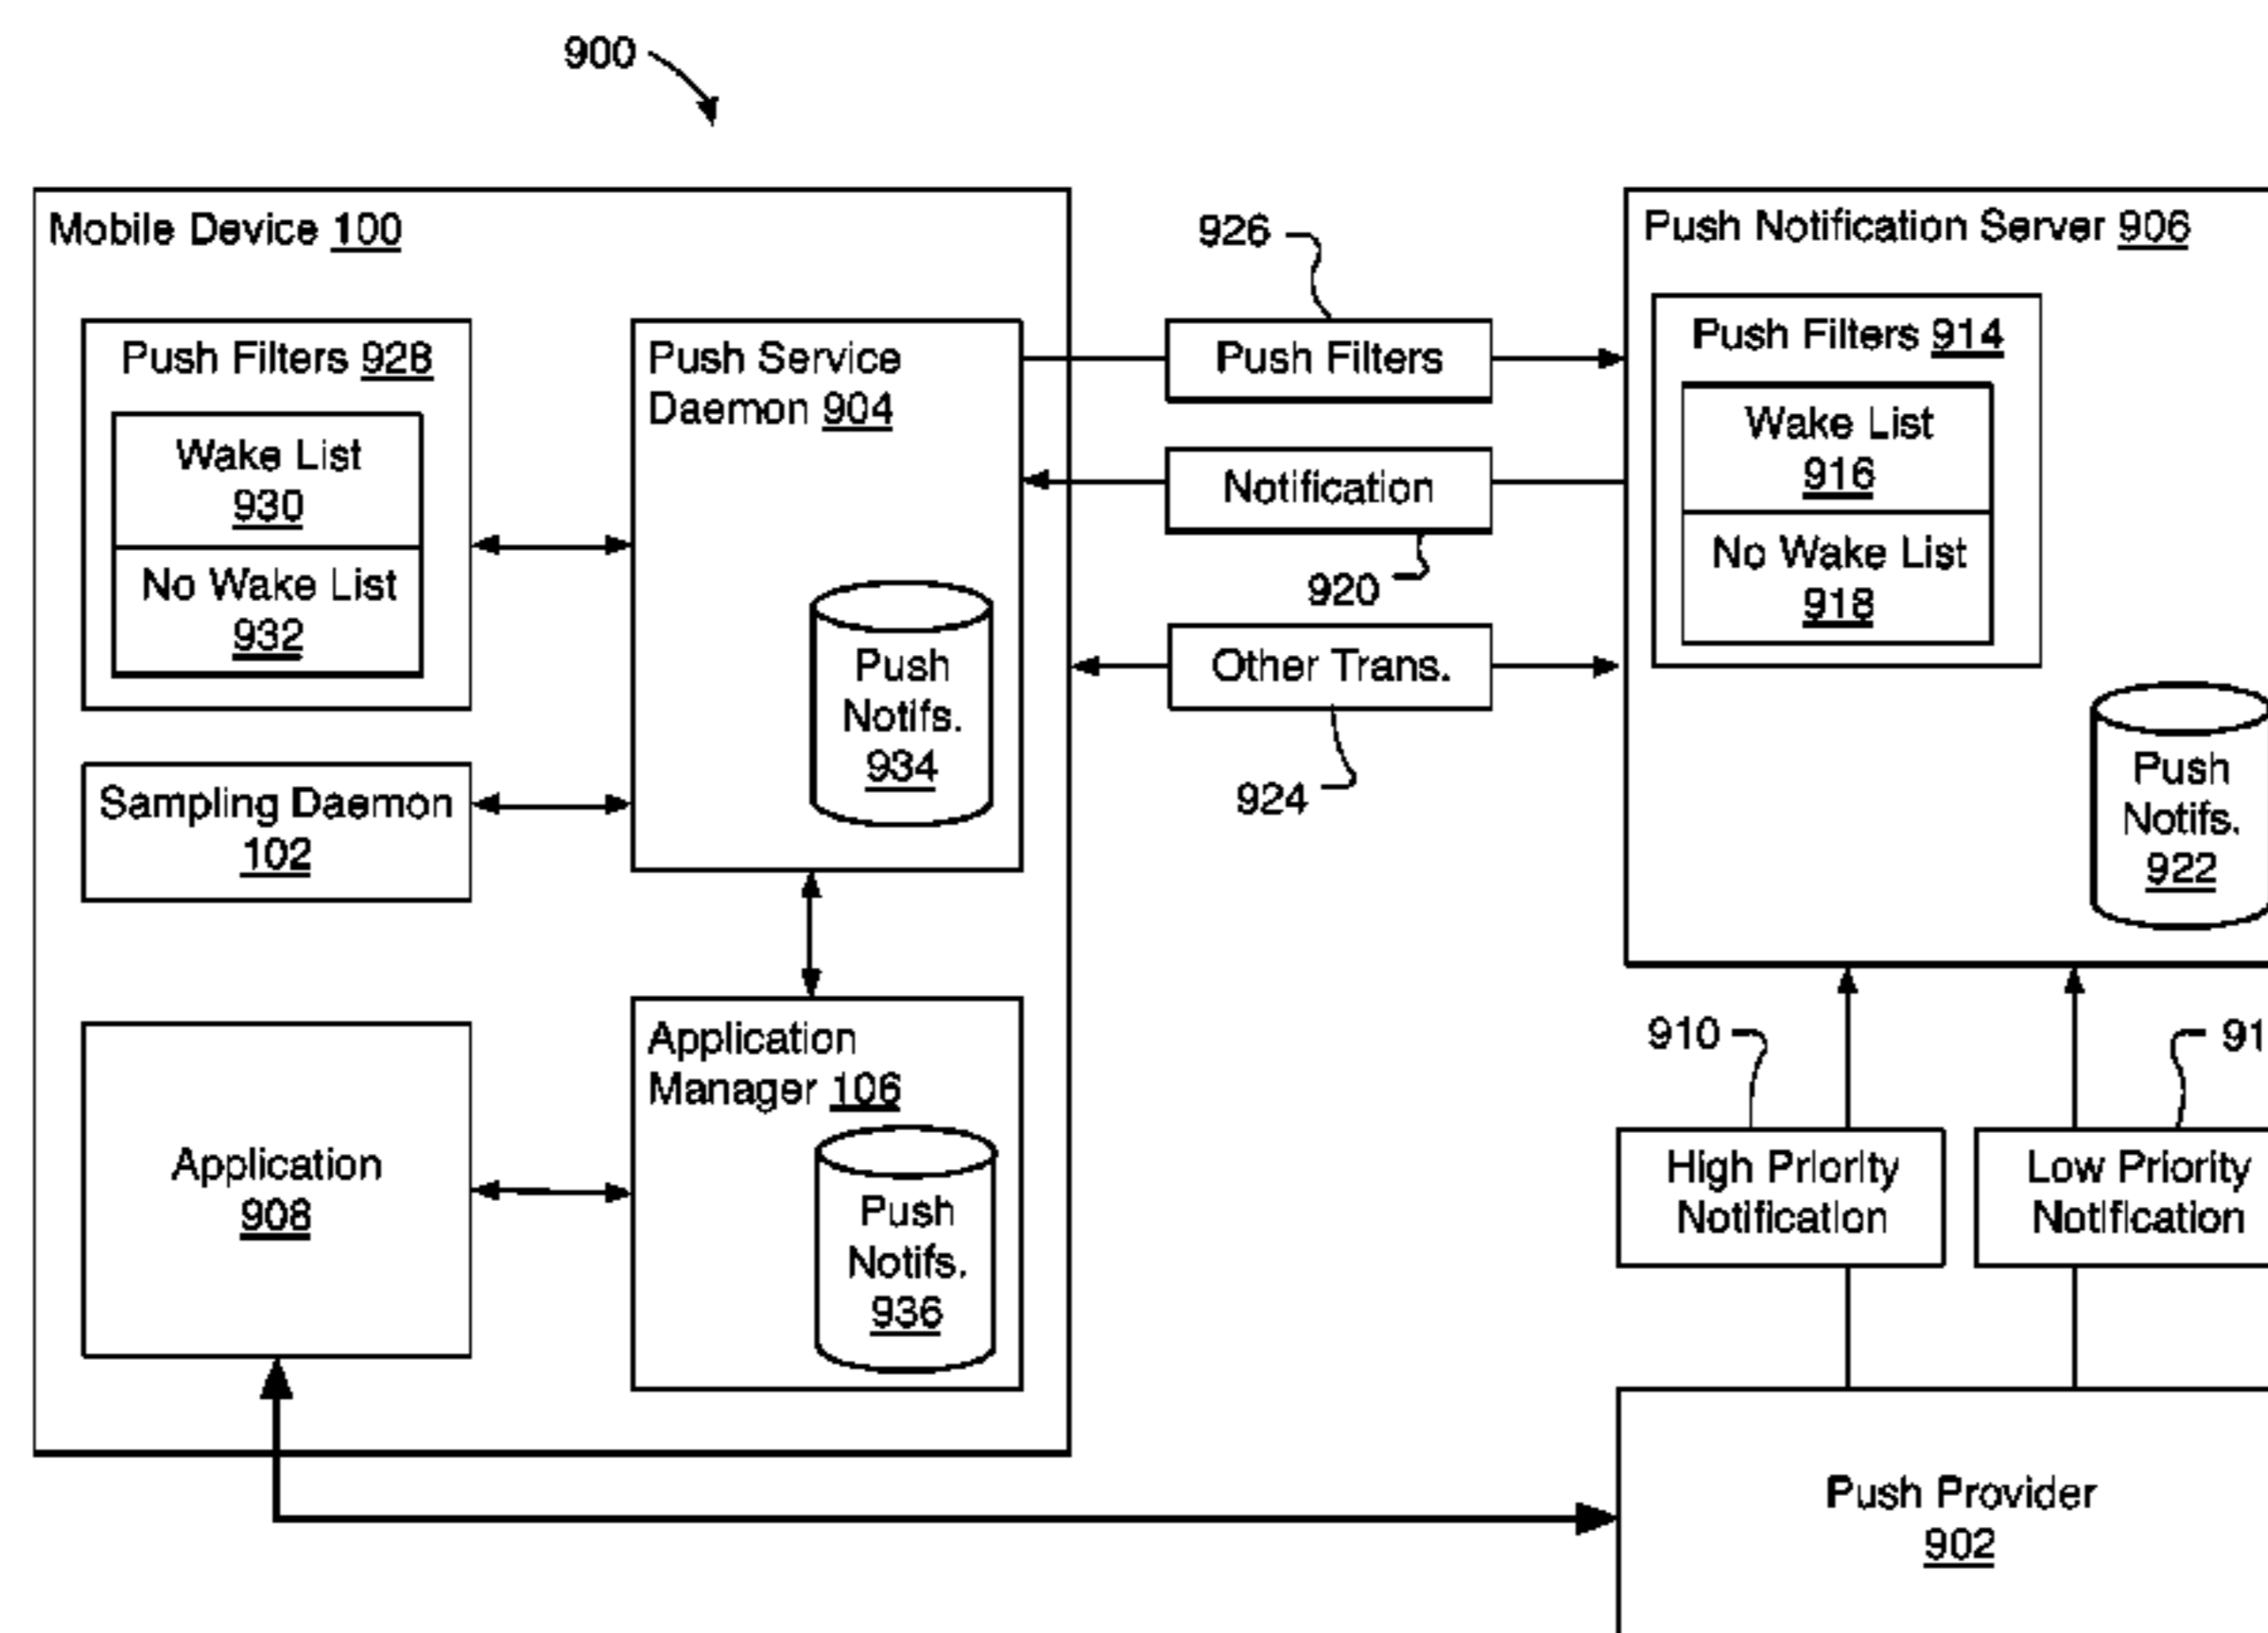 900
Mobile Device 100
Push Filters 928
Wake List
930
No Wake List
932
Push Service
Daemon 904
Push
Notifs.
934
Sampling Daemon
102
Application
908
Application
Manager 106
Push
Notifs.
936
926
Push Filters
Notification
920
Other Trans.
924
Push Notification Server 906
Push Filters 914
Wake List
916
No Wake List
918
Push
Notifs.
922
910
High Priority
Notification
Low Priority
Notification
Push Provider
902